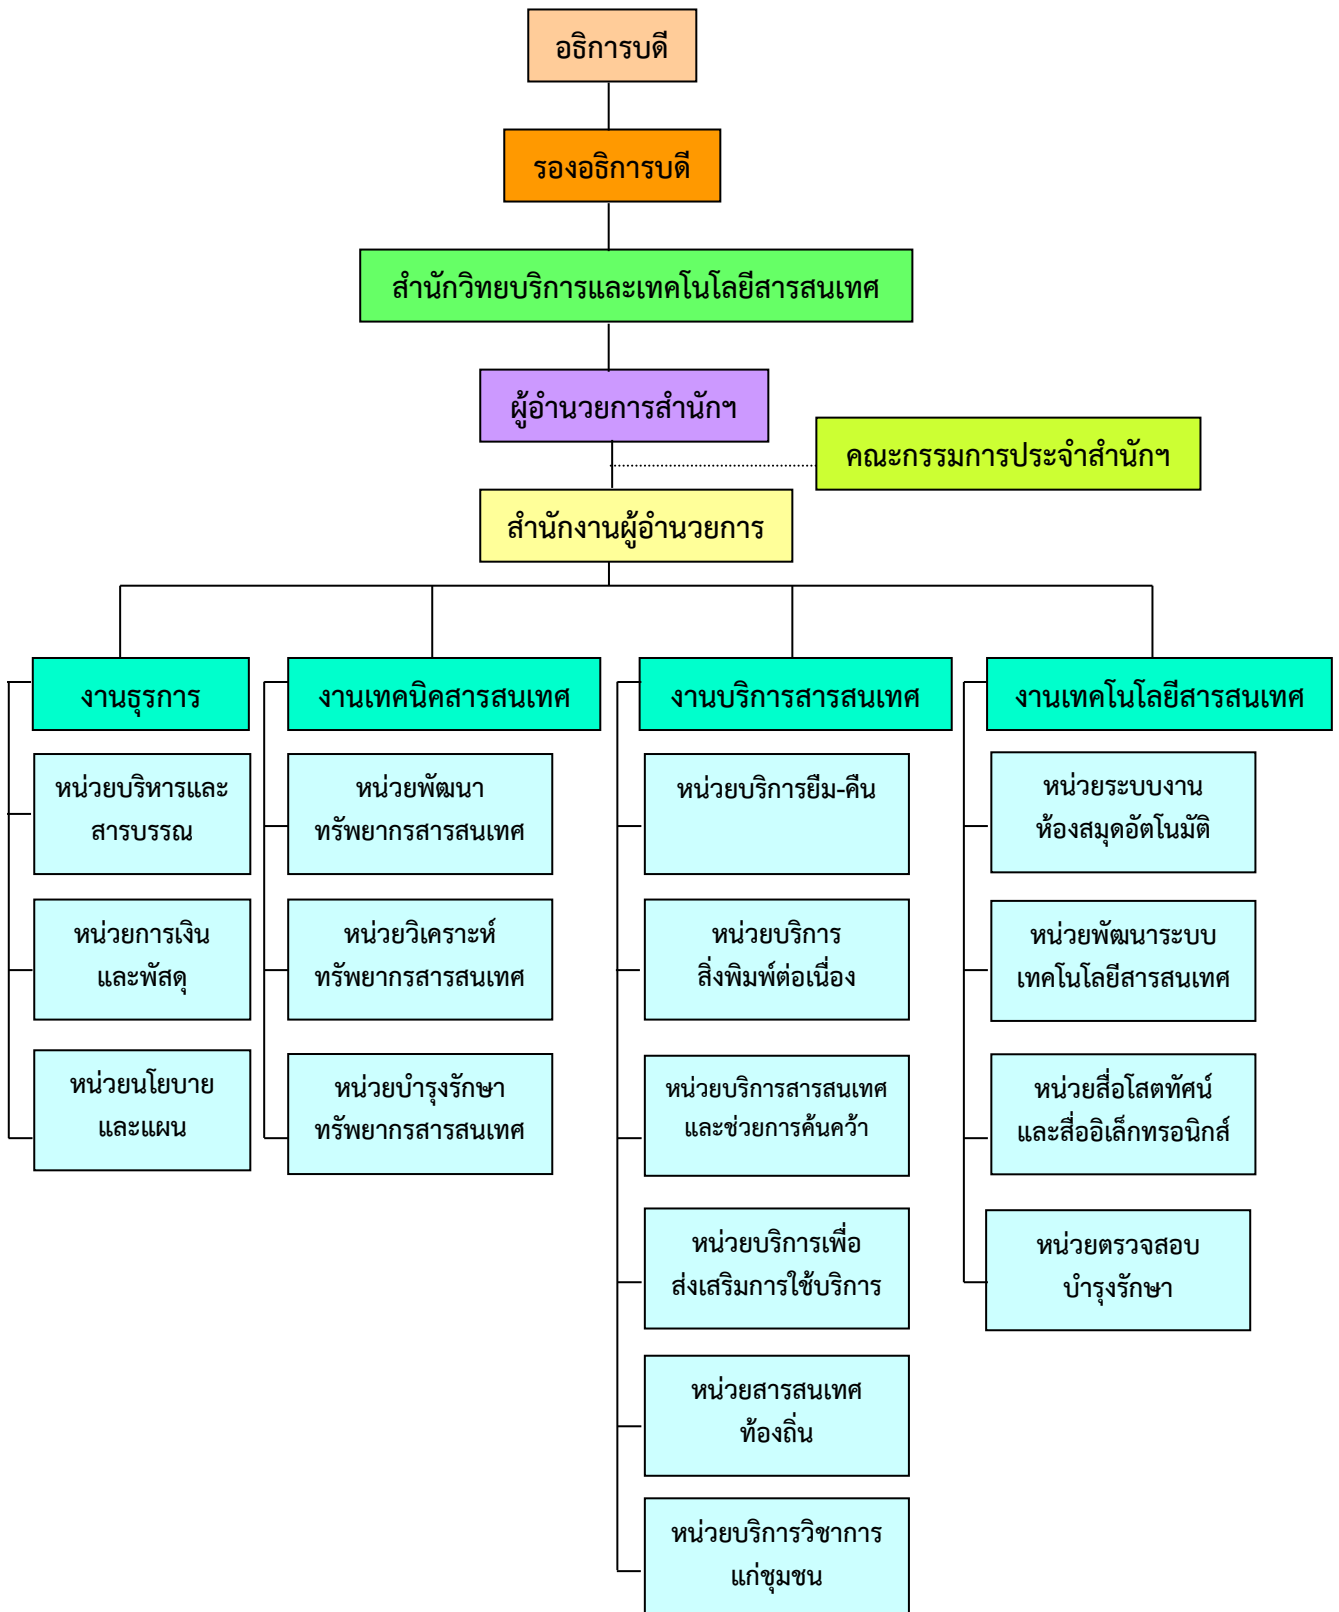 อธิการบดี
รองอธิการบดี
สำนักวิทยบริการและเทคโนโลยีสารสนเทศ
ผู้อำนวยการสำนักฯ
คณะกรรมการประจำสำนักฯ
สำนักงานผู้อำนวยการ
งานธุรการ
หน่วยบริหารและ
สารบรรณ
หน่วยการเงิน
และพัสดุ
หน่วยนโยบาย
และแผน
งานเทคนิคสารสนเทศ
หน่วยพัฒนา
ทรัพยากรสารสนเทศ
หน่วยวิเคราะห์
ทรัพยากรสารสนเทศ
หน่วยบำรุงรักษา
ทรัพยากรสารสนเทศ
งานบริการสารสนเทศ
หน่วยบริการยืม-คืน
หน่วยบริการ
สิ่งพิมพ์ต่อเนื่อง
หน่วยบริการสารสนเทศ
และช่วยการค้นคว้า
หน่วยบริการเพื่อ
ส่งเสริมการใช้บริการ
หน่วยสารสนเทศ
ท้องถิ่น
หน่วยบริการวิชาการ
แก่ชุมชน
งานเทคโนโลยีสารสนเทศ
หน่วยระบบงาน
ห้องสมุดอัตโนมัติ
หน่วยพัฒนาระบบ
เทคโนโลยีสารสนเทศ
หน่วยสื่อโสตทัศน์
และสื่ออิเล็กทรอนิกส์
หน่วยตรวจสอบ
บำรุงรักษา